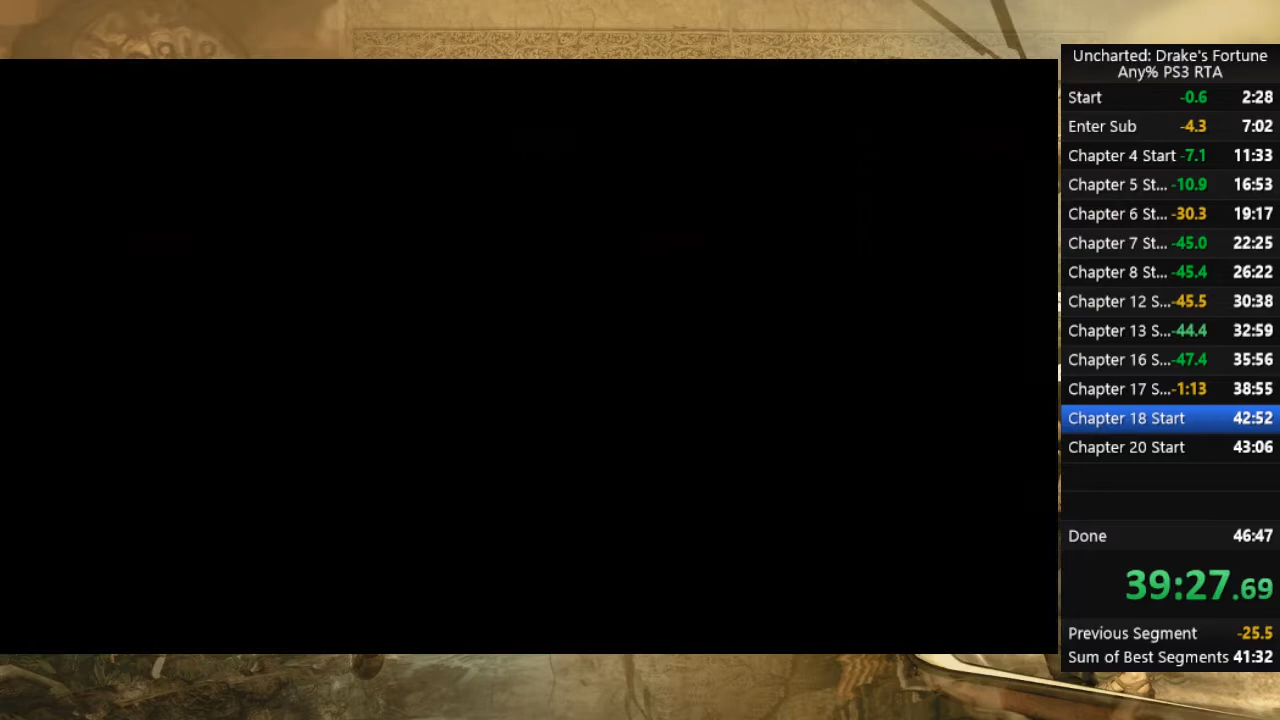 Uncharted: Drake's Fortune
Any% PS3 RTA
Start -0.6 2:28
Enter Sub -4.3 7:02
Chapter 4 Start -7.1 11:33
Chapter 5 St... -10.9 16:53
Chapter 6 St... -30.3 19:17
Chapter 7 St... -45.0 22:25
Chapter 8 St... -45.4 26:22
Chapter 12 S... -45.5 30:38
Chapter 13 S... -44.4 32:59
Chapter 16 S... -47.4 35:56
Chapter 17 S... -1:13 38:55
Chapter 18 Start 42:52
Chapter 20 Start 43:06
Done 46:47
39:27.69
Previous Segment -25.5
Sum of Best Segments 41:32